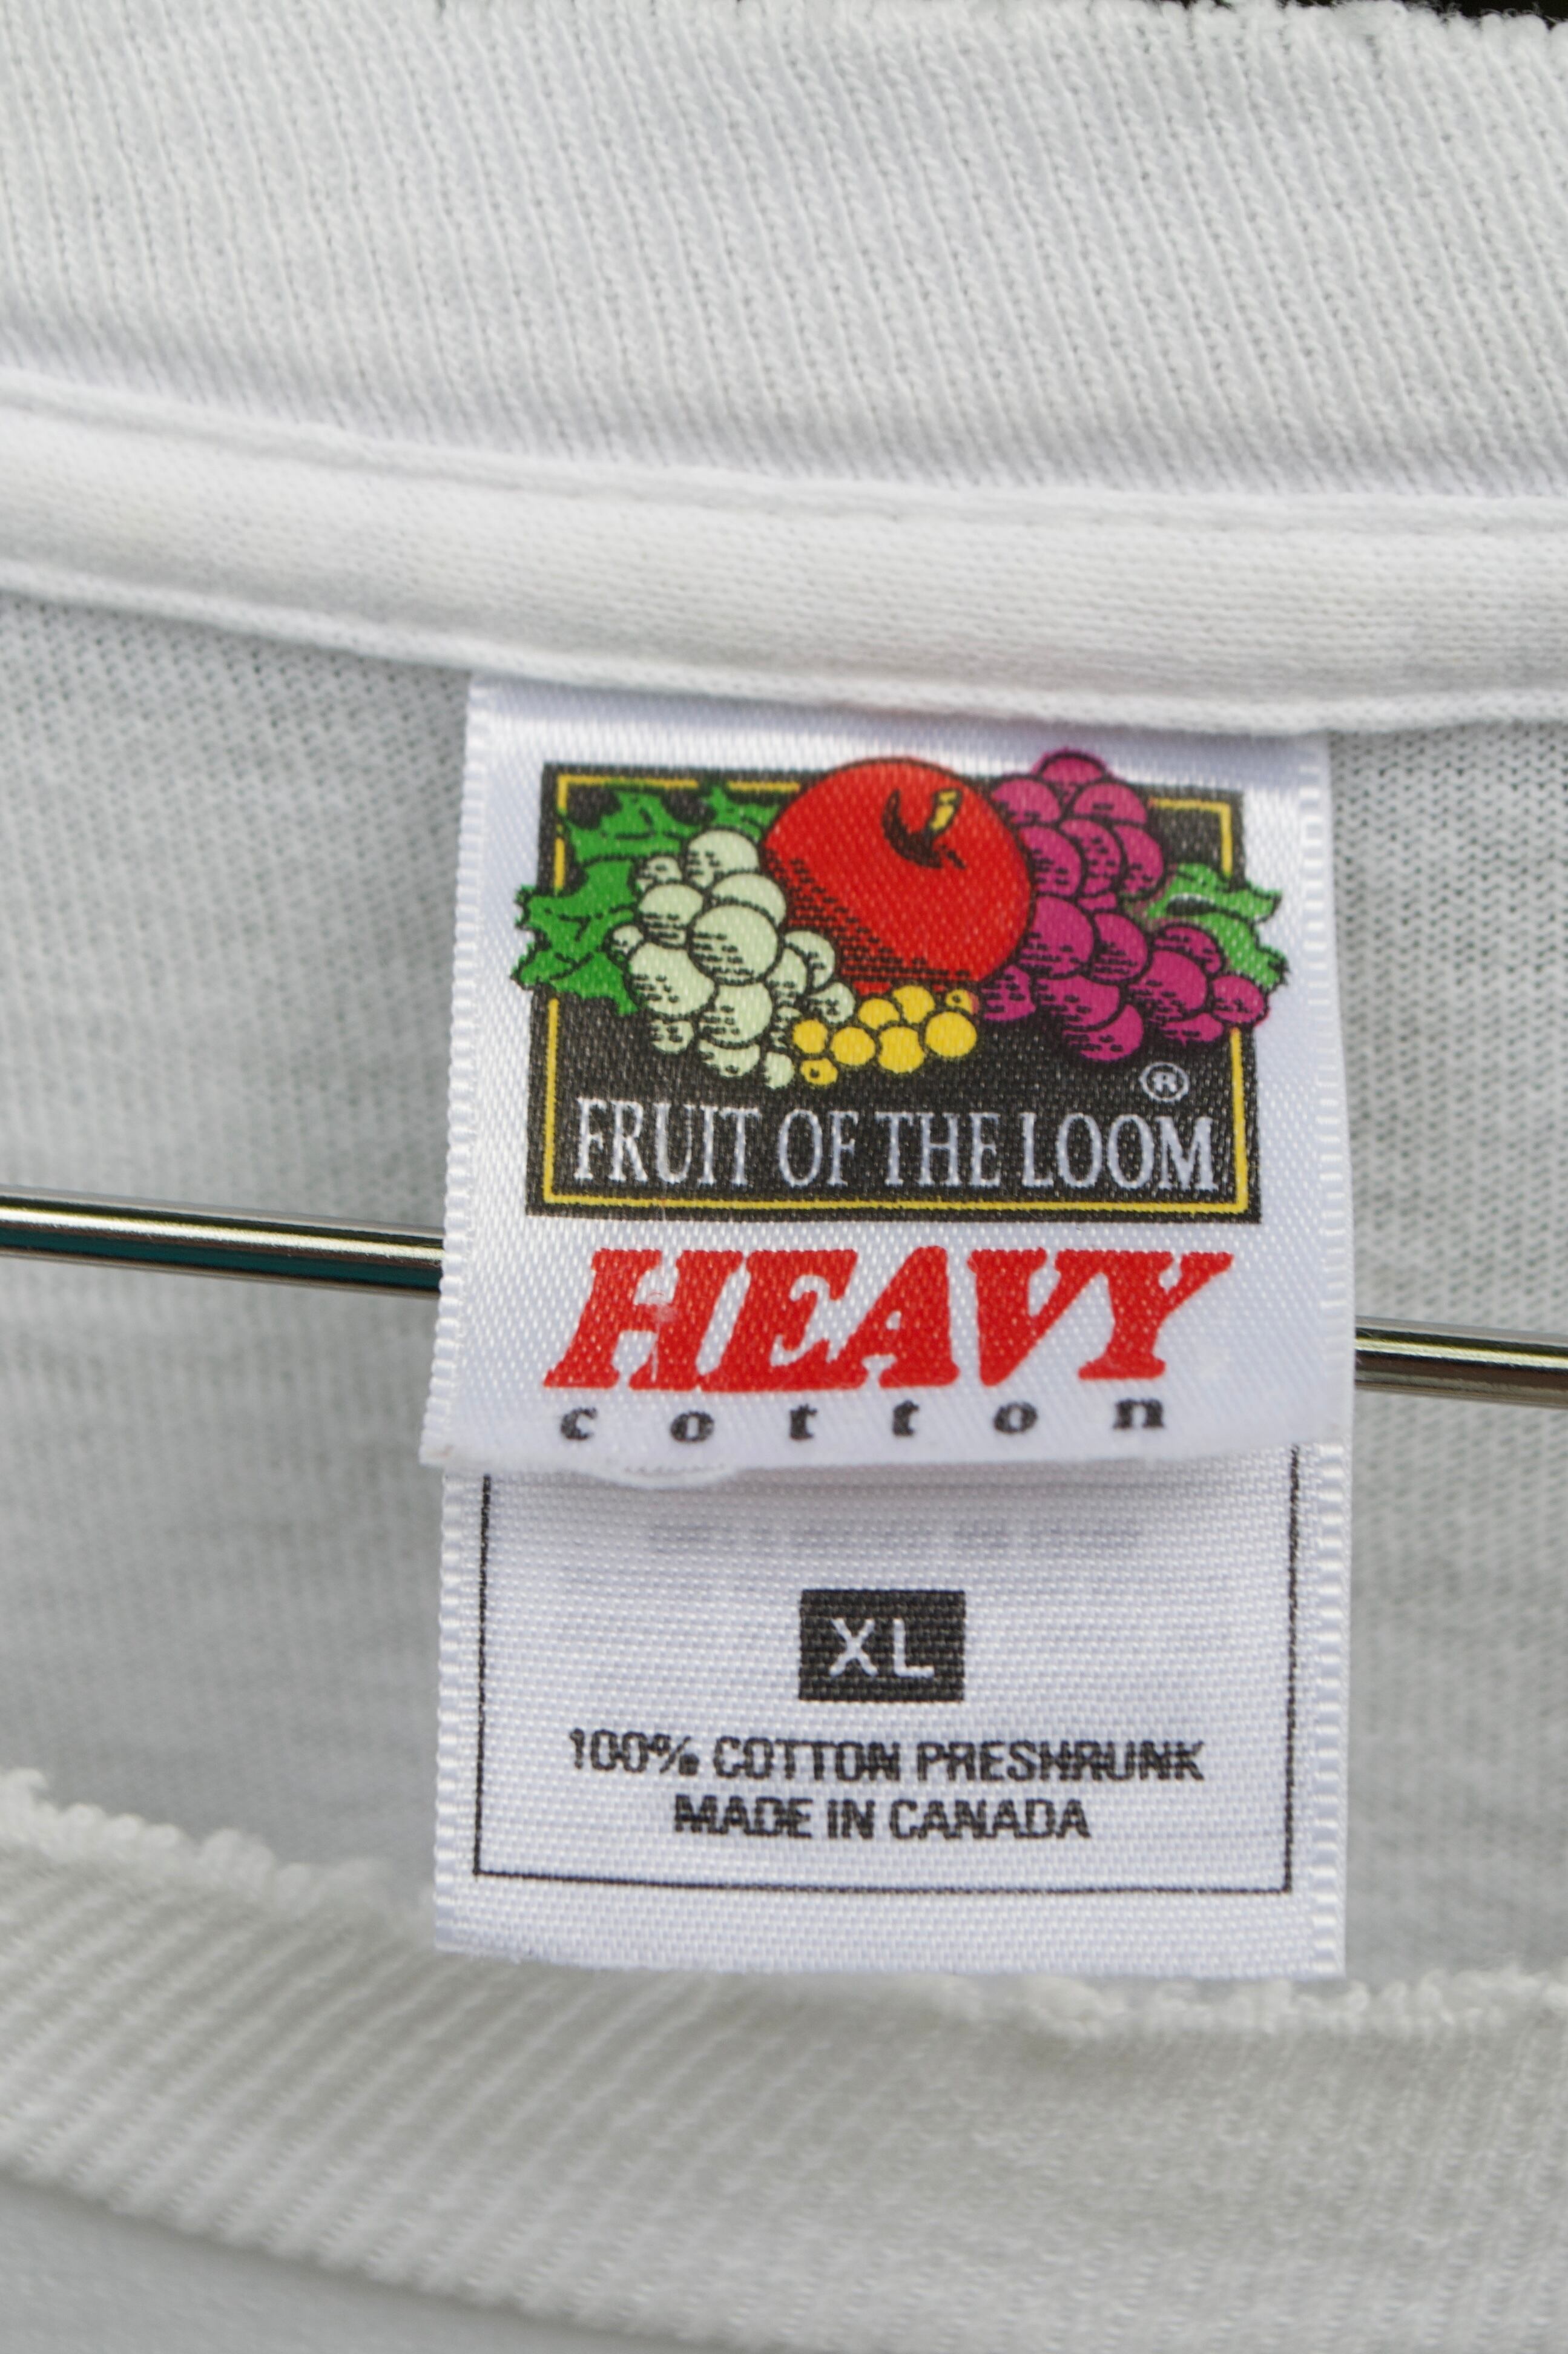 ®
FRUIT OF THE LOOM
HEAVY
cotton
XL
100% COTTON PRESHRUNK
MADE IN CANADA